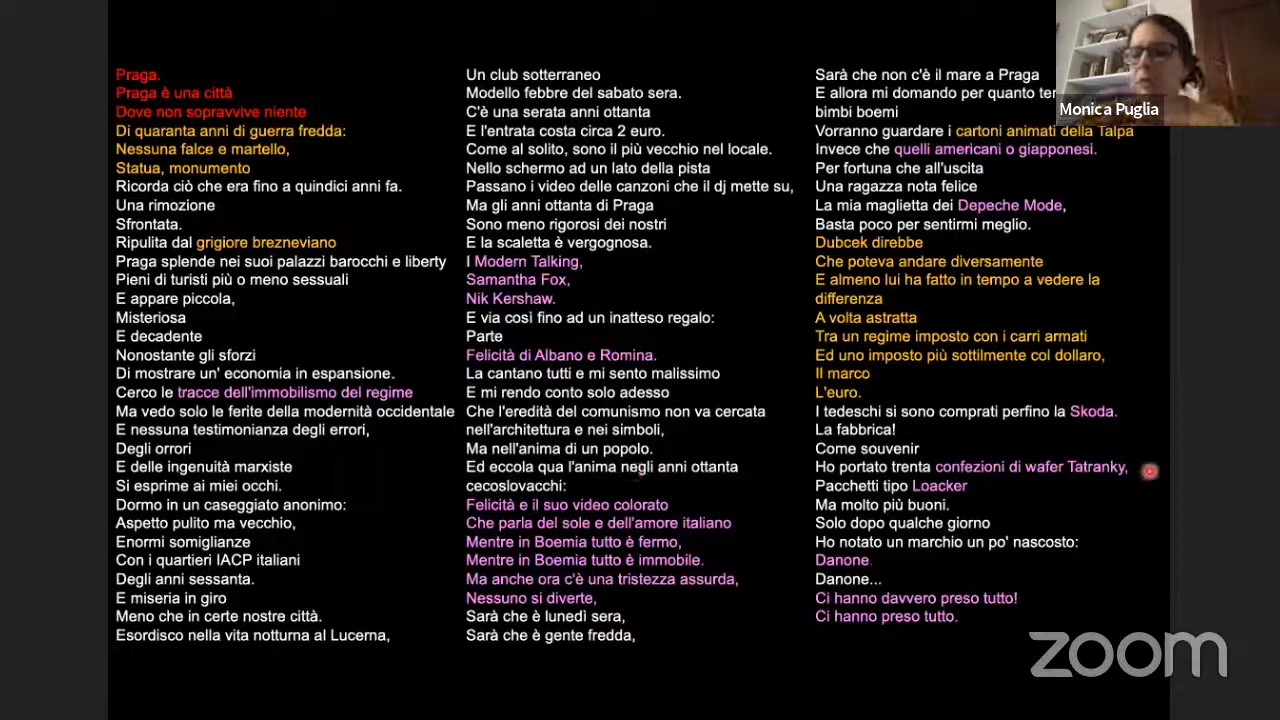 Praga.
Praga è una città
Dove non sopravvive niente
Di quaranta anni di guerra fredda:
Nessuna falce e martello,
Statua, monumento
Ricorda ciò che era fino a quindici anni fa.
Una rimozione
Sfrontata.
Ripulita dal grigiore brezneviano
Praga splende nei suoi palazzi barocchi e liberty
Pieni di turisti più o meno sessuali
E appare piccola,
Misteriosa
E decadente
Nonostante gli sforzi
Di mostrare un' economia in espansione.
Cerco le tracce dell'immobilismo del regime
Ma vedo solo le ferite della modernità occidentale
E nessuna testimonianza degli errori,
Degli orrori
E delle ingenuità marxiste
Si esprime ai miei occhi.
Dormo in un caseggiato anonimo:
Aspetto pulito ma vecchio,
Enormi somiglianze
Con i quartieri IACP italiani
Degli anni sessanta.
E miseria in giro
Meno che in certe nostre città.
Esordisco nella vita notturna al Lucerna,
Un club sotterraneo
Modello febbre del sabato sera.
C'è una serata anni ottanta
E l'entrata costa circa 2 euro.
Come al solito, sono il più vecchio nel locale.
Nello schermo ad un lato della pista
Passano i video delle canzoni che il dj mette su,
Ma gli anni ottanta di Praga
Sono meno rigorosi dei nostri
E la scaletta è vergognosa.
I Modern Talking,
Samantha Fox,
Nik Kershaw.
E via così fino ad un inatteso regalo:
Parte
Felicità di Albano e Romina.
La cantano tutti e mi sento malissimo
E mi rendo conto solo adesso
Che l'eredità del comunismo non va cercata
nell'architettura e nei simboli,
Ma nell'anima di un popolo.
Ed eccola qua l'anima negli anni ottanta
cecoslovacchi:
Felicità e il suo video colorato
Che parla del sole e dell'amore italiano
Mentre in Boemia tutto è fermo,
Mentre in Boemia tutto è immobile.
Ma anche ora c'è una tristezza assurda,
Nessuno si diverte,
Sarà che è lunedì sera,
Sarà che è gente fredda,
Sarà che non c'è il mare a Praga
E allora mi domando per quanto
bimbi boemi
Vorranno guardare i cartoni animati della Talpa
Invece che quelli americani o giapponesi.
Per fortuna che all'uscita
Una ragazza nota felice
La mia maglietta dei Depeche Mode,
Basta poco per sentirmi meglio.
Dubcek direbbe
Che poteva andare diversamente
E almeno lui ha fatto in tempo a vedere la
differenza
A volta astratta
Tra un regime imposto con i carri armati
Ed uno imposto più sottilmente col dollaro,
Il marco
L'euro.
I tedeschi si sono comprati perfino la Skoda.
La fabbrica!
Come souvenir
Ho portato trenta confezioni di wafer Tatranky,
Pacchetti tipo Loacker
Ma molto più buoni.
Solo dopo qualche giorno
Ho notato un marchio un po' nascosto:
Danone.
Danone...
Ci hanno davvero preso tutto!
Ci hanno preso tutto.
Monica Puglia
zoom